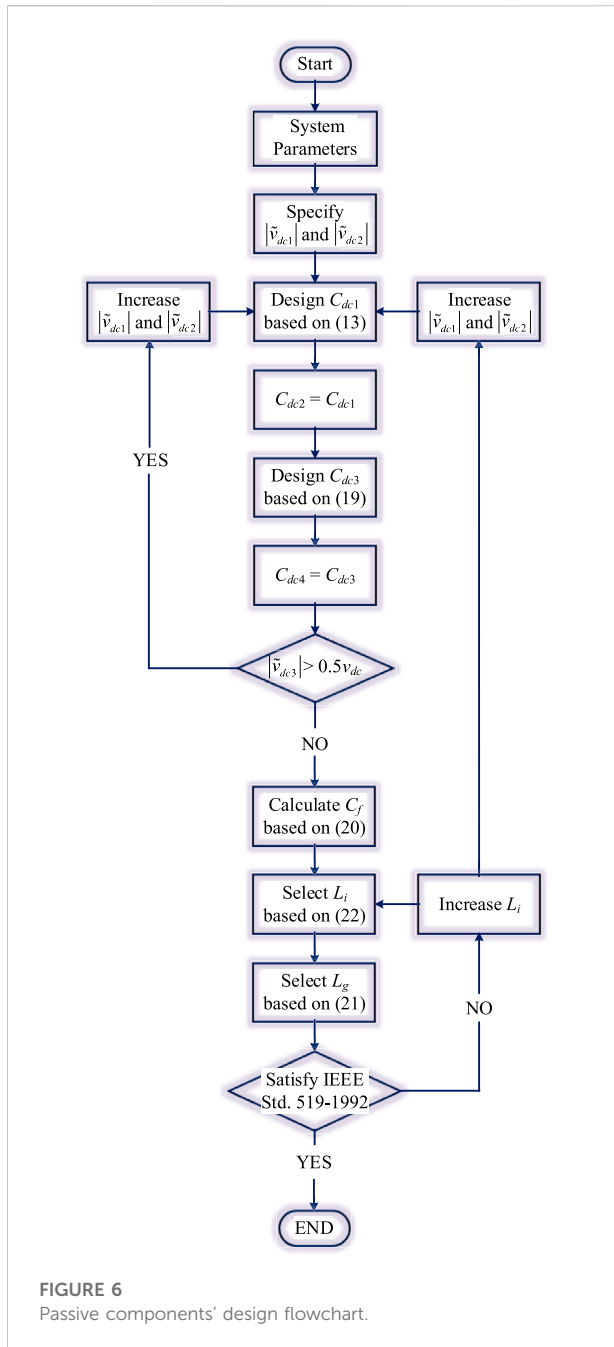 Start
System
Parameters
Specify
|ṽdc1| and |ṽdc2|
Increase
|ṽdc1| and |ṽdc2|
Design Cdc1
based on (13)
Increase
|ṽdc1| and |ṽdc2|
Cdc2 = Cdc1
YES
Design Cdc3
based on (19)
Cdc4 = Cdc3
|ṽdc3| > 0.5vdc
NO
Calculate Cf
based on (20)
Select Li
based on (22)
Increase Li
Select Lg
based on (21)
NO
Satisfy IEEE
Std. 519-1992
YES
END
FIGURE 6
Passive components’ design flowchart.